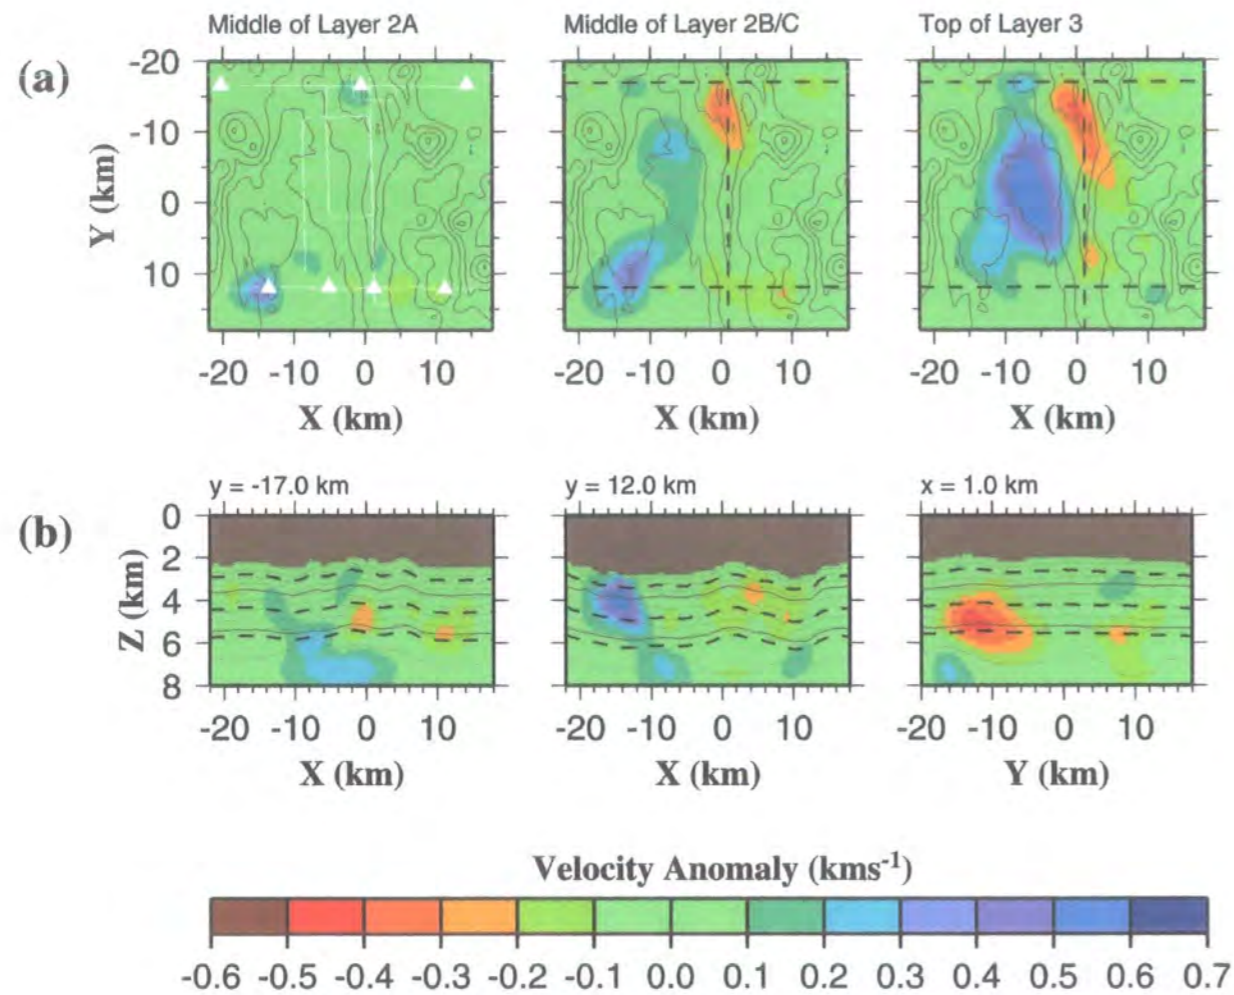 Middle of Layer 2A Middle of Layer 2B/C Top of Layer 3
(a)
-20
-10
0
10
Y (km)
-20 -10 0 10 -20 -10 0 10 -20 -10 0 10
X (km) X (km) X (km)
y = -17.0 km y = 12.0 km x = 1.0 km
(b)
0
2
4
6
8
Z (km)
-20 -10 0 10 -20 -10 0 10 -20 -10 0 10
X (km) X (km) Y (km)
Velocity Anomaly (kms-1)
-0.6 -0.5 -0.4 -0.3 -0.2 -0.1 0.0 0.1 0.2 0.3 0.4 0.5 0.6 0.7